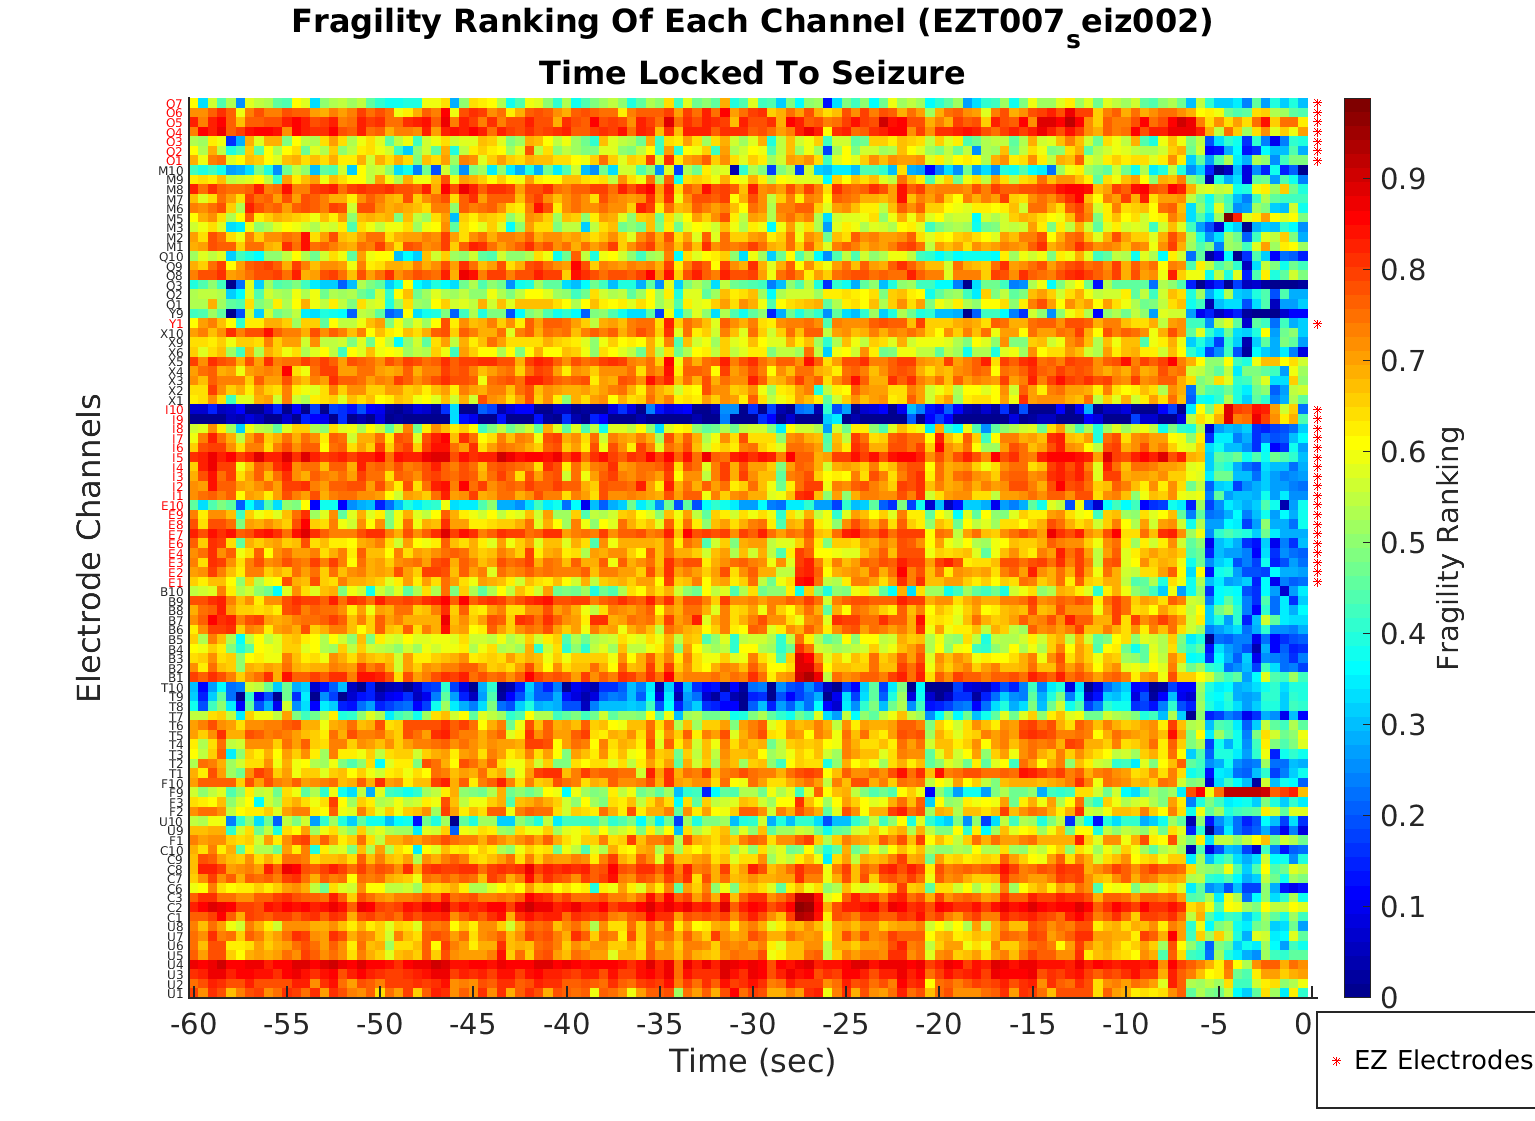 Fragility Ranking Of Each Channel (EZT007seiz002)
Time Locked To Seizure
Electrode Channels
O7
O6
O5
O4
O3
O2
O1
M10
M9
M8
M7
M6
M5
M3
M2
M1
Q10
Q9
Q8
Q3
Q2
Q1
Y9
Y1
X10
X9
X6
X5
X4
X3
X2
X1
I10
I9
I8
I7
I6
I5
I4
I3
I2
I1
E10
E9
E8
E7
E6
E4
E3
E2
E1
B10
B9
B8
B7
B6
B5
B4
B3
B2
B1
T10
T9
T8
T7
T6
T5
T4
T3
T2
T1
F10
F9
F3
F2
U10
U9
F1
C10
C9
C8
C7
C6
C3
C2
C1
U8
U7
U6
U5
U4
U3
U2
U1
-60 -55 -50 -45 -40 -35 -30 -25 -20 -15 -10 -5 0
Time (sec)
0.9
0.8
0.7
0.6
0.5
0.4
0.3
0.2
0.1
0
Fragility Ranking
* EZ Electrodes